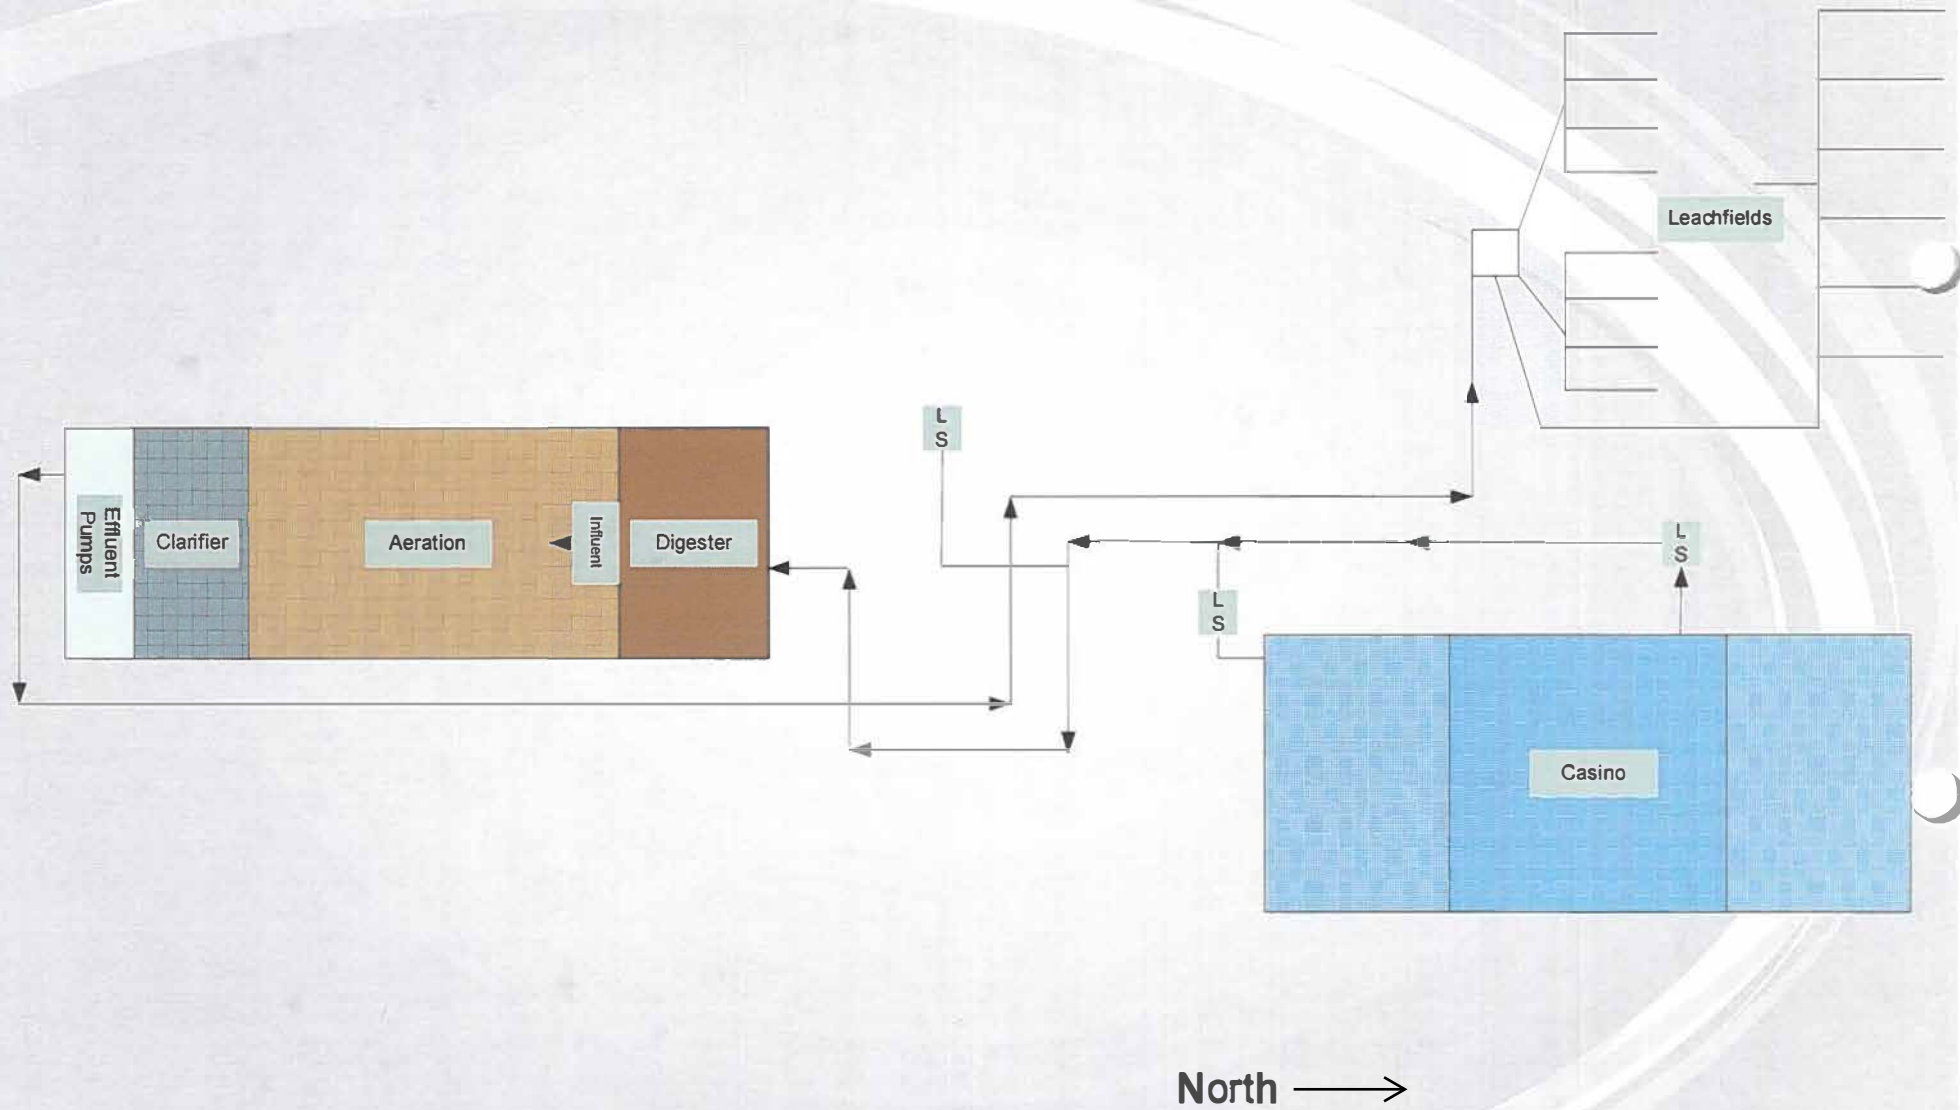 Leachfields
L
S
Effluent
Pumps
Clarifier
Aeration
Influent
Digester
L
S
L
S
Casino
North